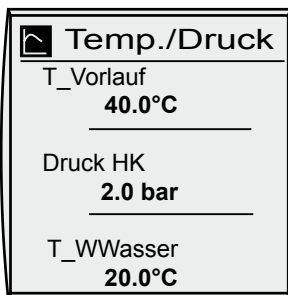 Temp./Druck
T_Vorlauf
40.0°C
Druck HK
2.0 bar
T_WWasser
20.0°C